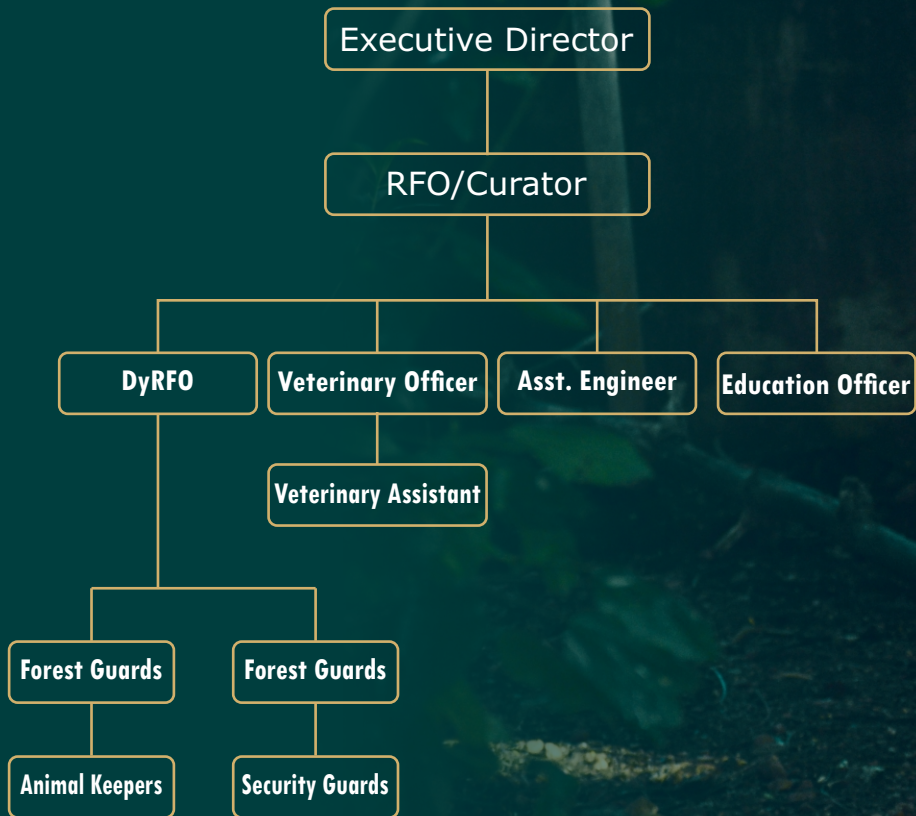 Executive Director
RFO/Curator
DyRFO
Veterinary Officer
Asst. Engineer
Education Officer
Veterinary Assistant
Forest Guards
Forest Guards
Animal Keepers
Security Guards